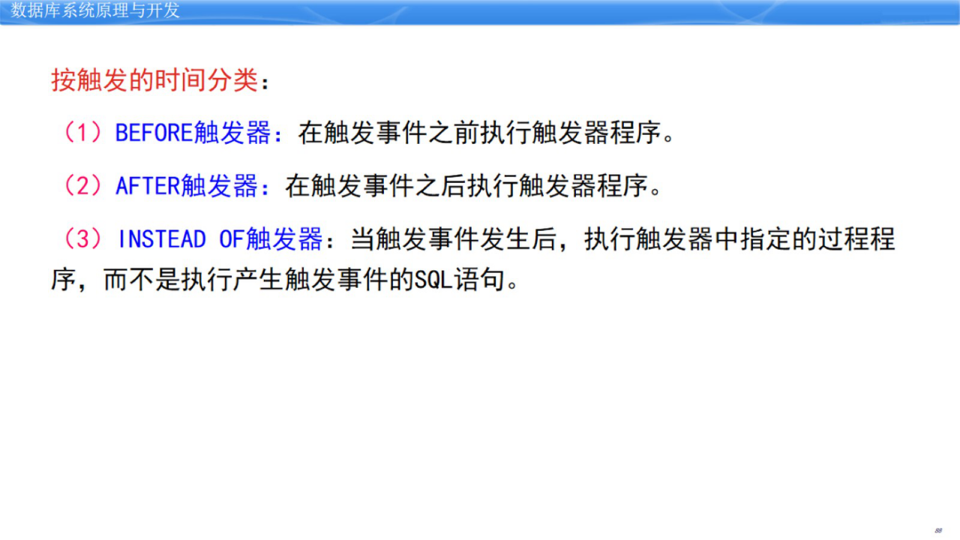 数据库系统原理与开发
按触发的时间分类：
（1）BEFORE触发器：在触发事件之前执行触发器程序。
（2）AFTER触发器：在触发事件之后执行触发器程序。
（3）INSTEAD OF触发器：当触发事件发生后，执行触发器中指定的过程程
序，而不是执行产生触发事件的SQL语句。